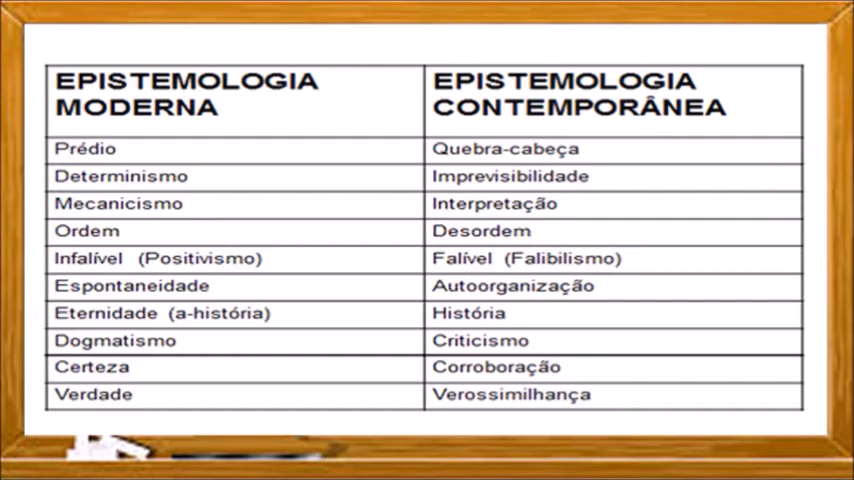 EPISTEMOLOGIA MODERNA
EPISTEMOLOGIA CONTEMPORÂNEA
Prédio
Quebra-cabeça
Determinismo
Imprevisibilidade
Mecanicismo
Interpretação
Ordem
Desordem
Infalível (Positivismo)
Falível (Falibilismo)
Espontaneidade
Autoorganização
Eternidade (a-história)
História
Dogmatismo
Criticismo
Certeza
Corroboração
Verdade
Verossimilhança